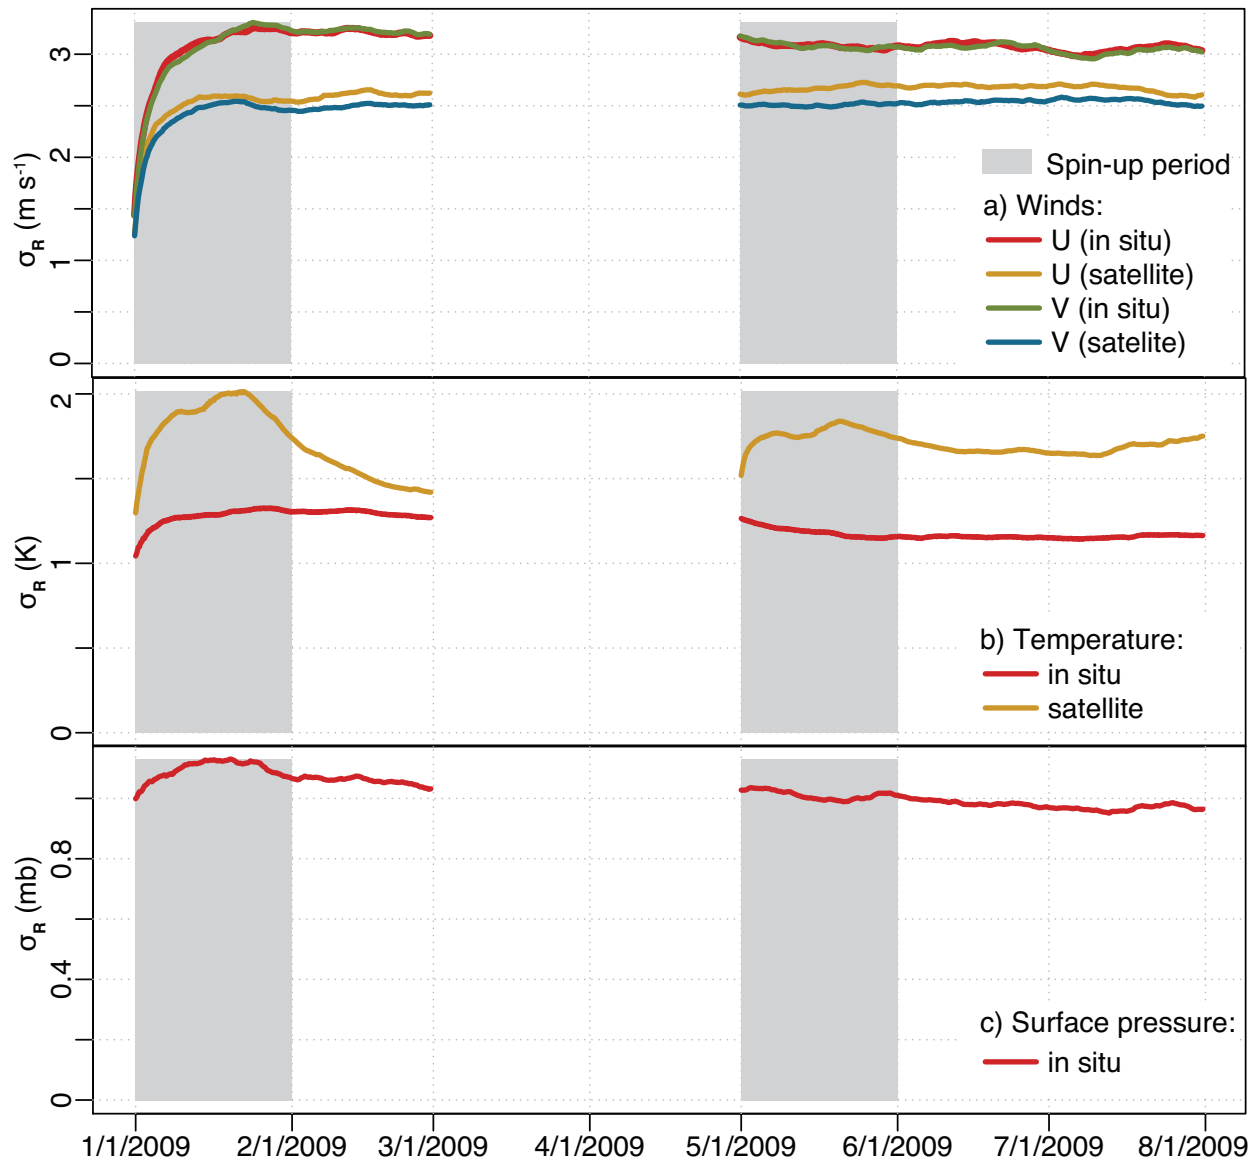 3
2
1
0
σR (m s-1)
Spin-up period
a) Winds:
U (in situ)
U (satellite)
V (in situ)
V (satelite)
2
1
0
σR (K)
b) Temperature:
in situ
satellite
0.8
0.4
0
σR (mb)
c) Surface pressure:
in situ
1/1/2009 2/1/2009 3/1/2009 4/1/2009 5/1/2009 6/1/2009 7/1/2009 8/1/2009